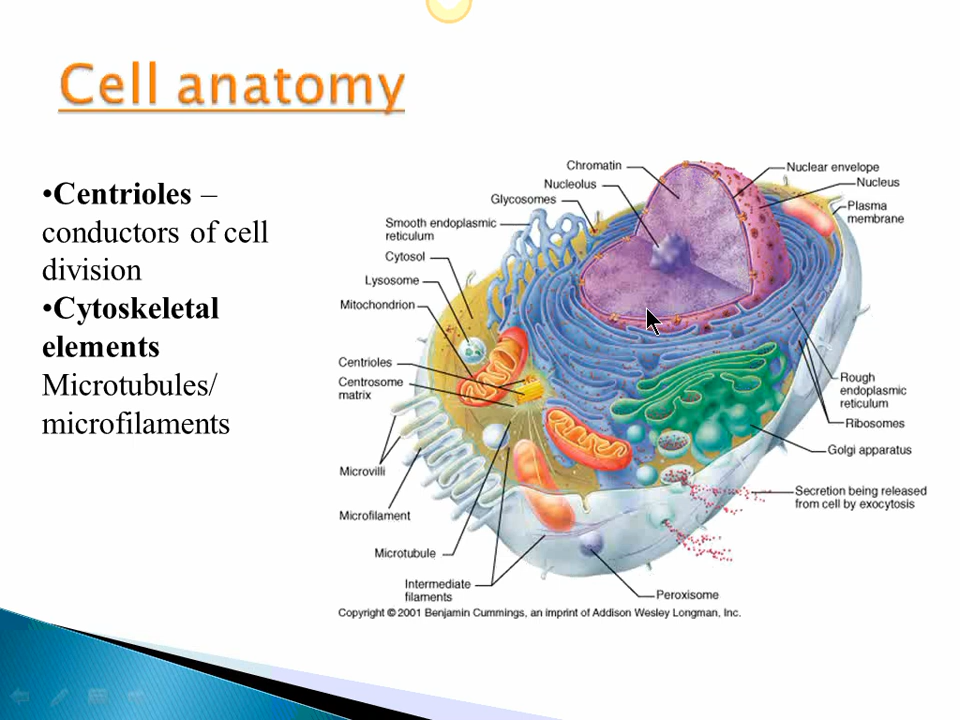 Cell anatomy
•Centrioles –
conductors of cell
division
•Cytoskeletal
elements
Microtubules/
microfilaments
Chromatin
Nucleolus
Glycosomes
Smooth endoplasmic
reticulum
Cytosol
Lysosome
Mitochondrion
Centrioles
Centrosome
matrix
Microvilli
Microfilament
Microtubule
Intermediate
filaments
Nuclear envelope
Nucleus
Plasma
membrane
Rough
endoplasmic
reticulum
Ribosomes
Golgi apparatus
Secretion being released
from cell by exocytosis
Peroxisome
Copyright © 2001 Benjamin Cummings, an imprint of Addison Wesley Longman, Inc.